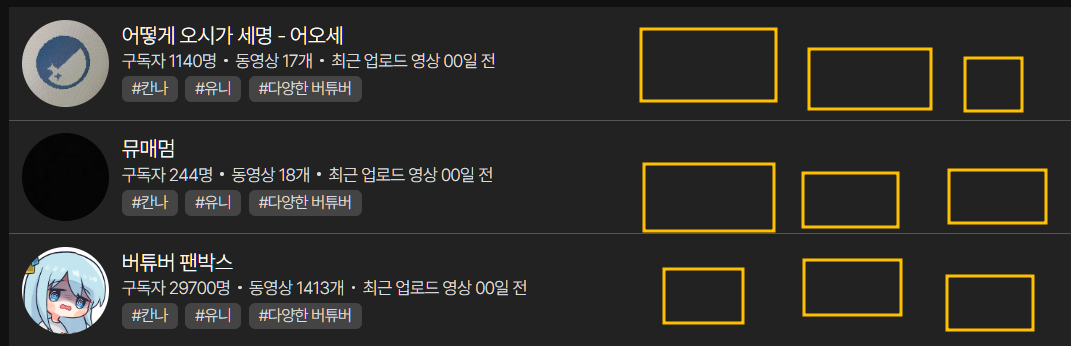 어떻게 오시가 세명 - 어오세
구독자 1140명 • 동영상 17개 • 최근 업로드 영상 00일 전
#칸나 #유니 #다양한 버튜버
뮤매멈
구독자 244명 • 동영상 18개 • 최근 업로드 영상 00일 전
#칸나 #유니 #다양한 버튜버
버튜버 팬박스
구독자 29700명 • 동영상 1413개 • 최근 업로드 영상 00일 전
#칸나 #유니 #다양한 버튜버